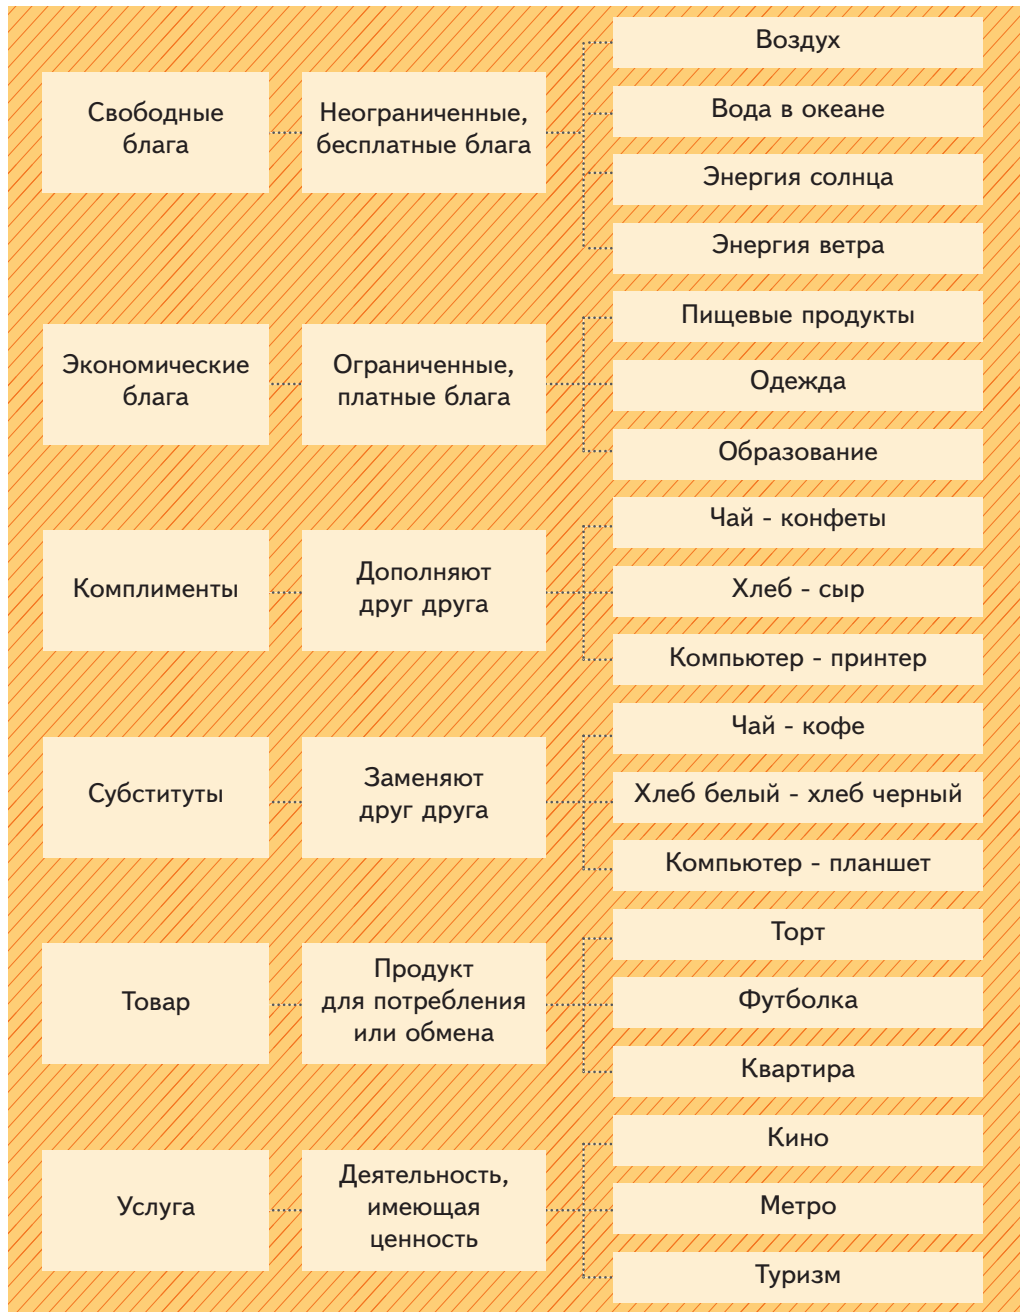 Свободные
блага
Неограниченные,
бесплатные блага
Воздух
Вода в океане
Энергия солнца
Энергия ветра
Экономические
блага
Ограниченные,
платные блага
Пищевые продукты
Одежда
Образование
Комплименты
Дополняют
друг друга
Чай - конфеты
Хлеб - сыр
Компьютер - принтер
Субституты
Заменяют
друг друга
Чай - кофе
Хлеб белый - хлеб черный
Компьютер - планшет
Товар
Продукт
для потребления
или обмена
Торт
Футболка
Квартира
Услуга
Деятельность,
имеющая
ценность
Кино
Метро
Туризм